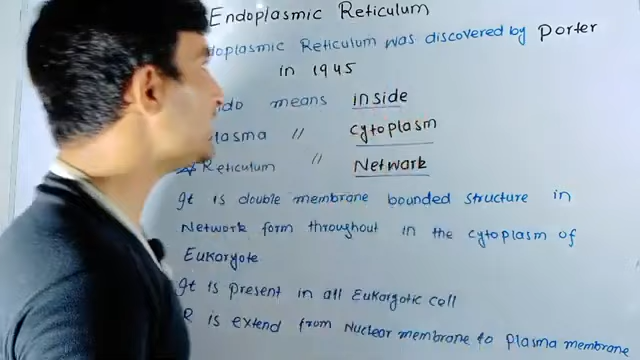 Endoplasmic Reticulum
doplasmic Reticulum was discovered by Porter
in 1945
do means inside
lasma // cytoplasm
Reticulum // Network
It is double membrane bounded structure in
Network form throughout in the cytoplasm of
Eukaryote
It is present in all Eukaryotic cell
R is extend from Nuclear membrane to plasma membrane